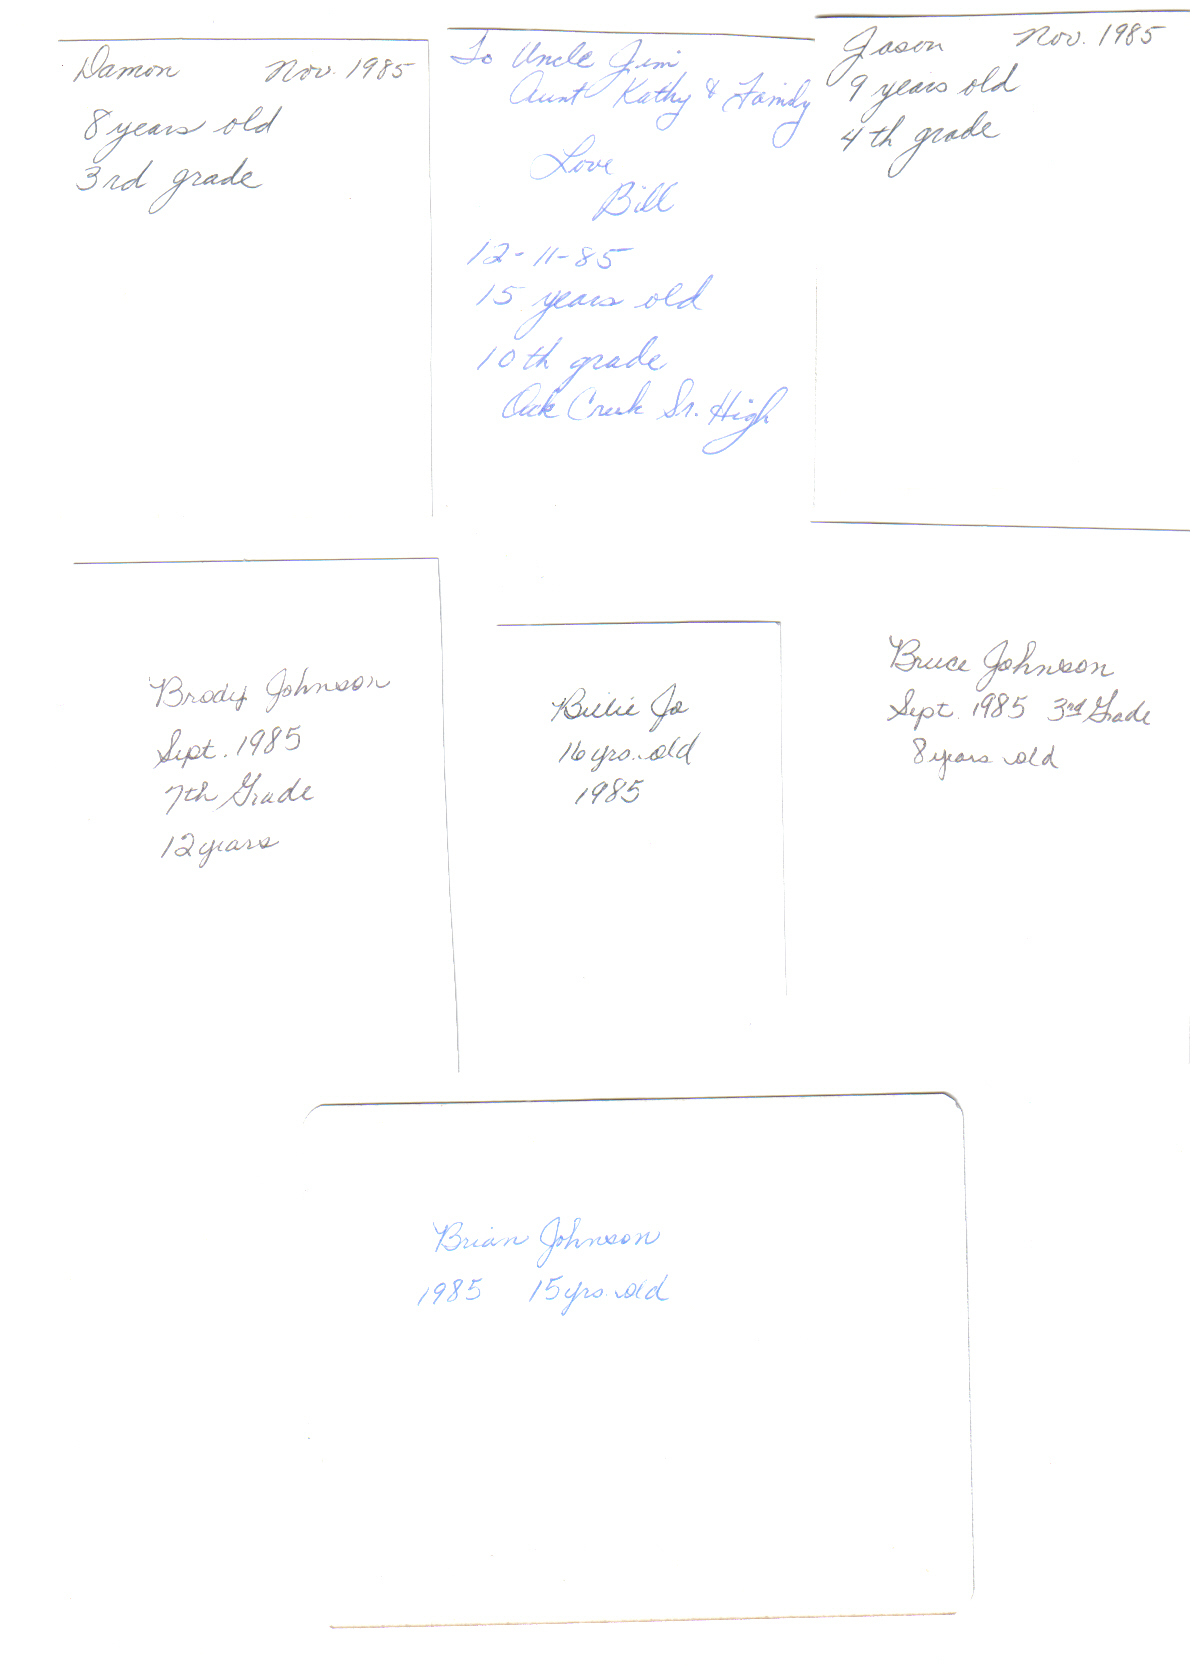 Damon Nov. 1985
8 years old
3rd grade
To Uncle Jim
Aunt Kathy & Family
Love
Bill
12-11-85
15 years old
10th grade
Oak Creek Sr. High
Jason Nov. 1985
9 years old
4th grade
Brody Johnson
Sept. 1985
7th Grade
12 years
Billie Jo
16 yrs. old
1985
Bruce Johnson
Sept. 1985 3rd Grade
8 years old
Brian Johnson
1985 15 yrs. old